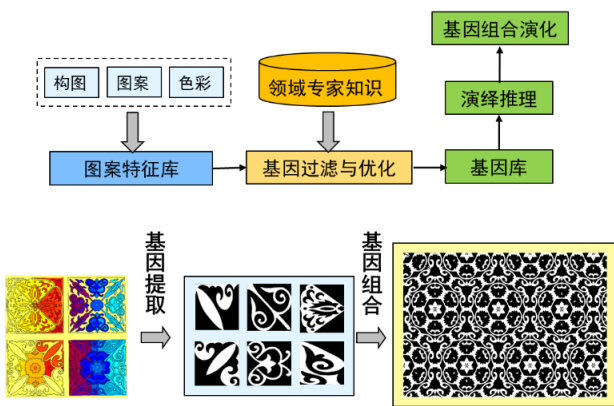 基因组合演化
构图 图案 色彩
领域专家知识
演绎推理
图案特征库
基因过滤与优化
基因库
基因提取
基因组合